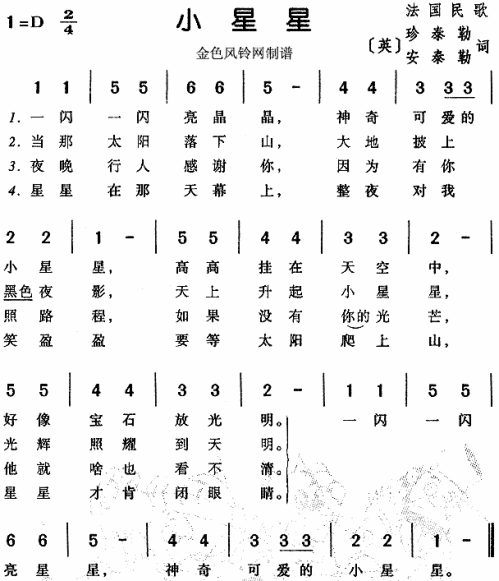 小星星
1=D 2/4
法国民歌
珍泰勒
〔英〕
安泰勒
词
金色风铃网制谱
1 1 | 5 5 | 6 6 | 5 - | 4 4 | 3 3 3 |
1. 一闪一闪亮晶晶，神奇可爱的
2. 当那太阳落下山，大地披上
3. 夜晚行人感谢你，因为有你
4. 星星在那天幕上，整夜对我
2 2 | 1 - | 5 5 | 4 4 | 3 3 | 2 - |
小星星，高高挂在天空中，
黑色夜影，天上升起小星星，
照路程，如果没有你的光芒，
笑盈盈，要等太阳爬上山，
5 5 | 4 4 | 3 3 | 2 - | 1 1 | 5 5 |
好像宝石放光明。一闪一闪
光辉照耀到天明。
他就啥也看不清。
星星才肯闭眼睛。
6 6 | 5 - | 4 4 | 3 3 3 | 2 2 | 1 - ‖
亮星星，神奇可爱的小星星。